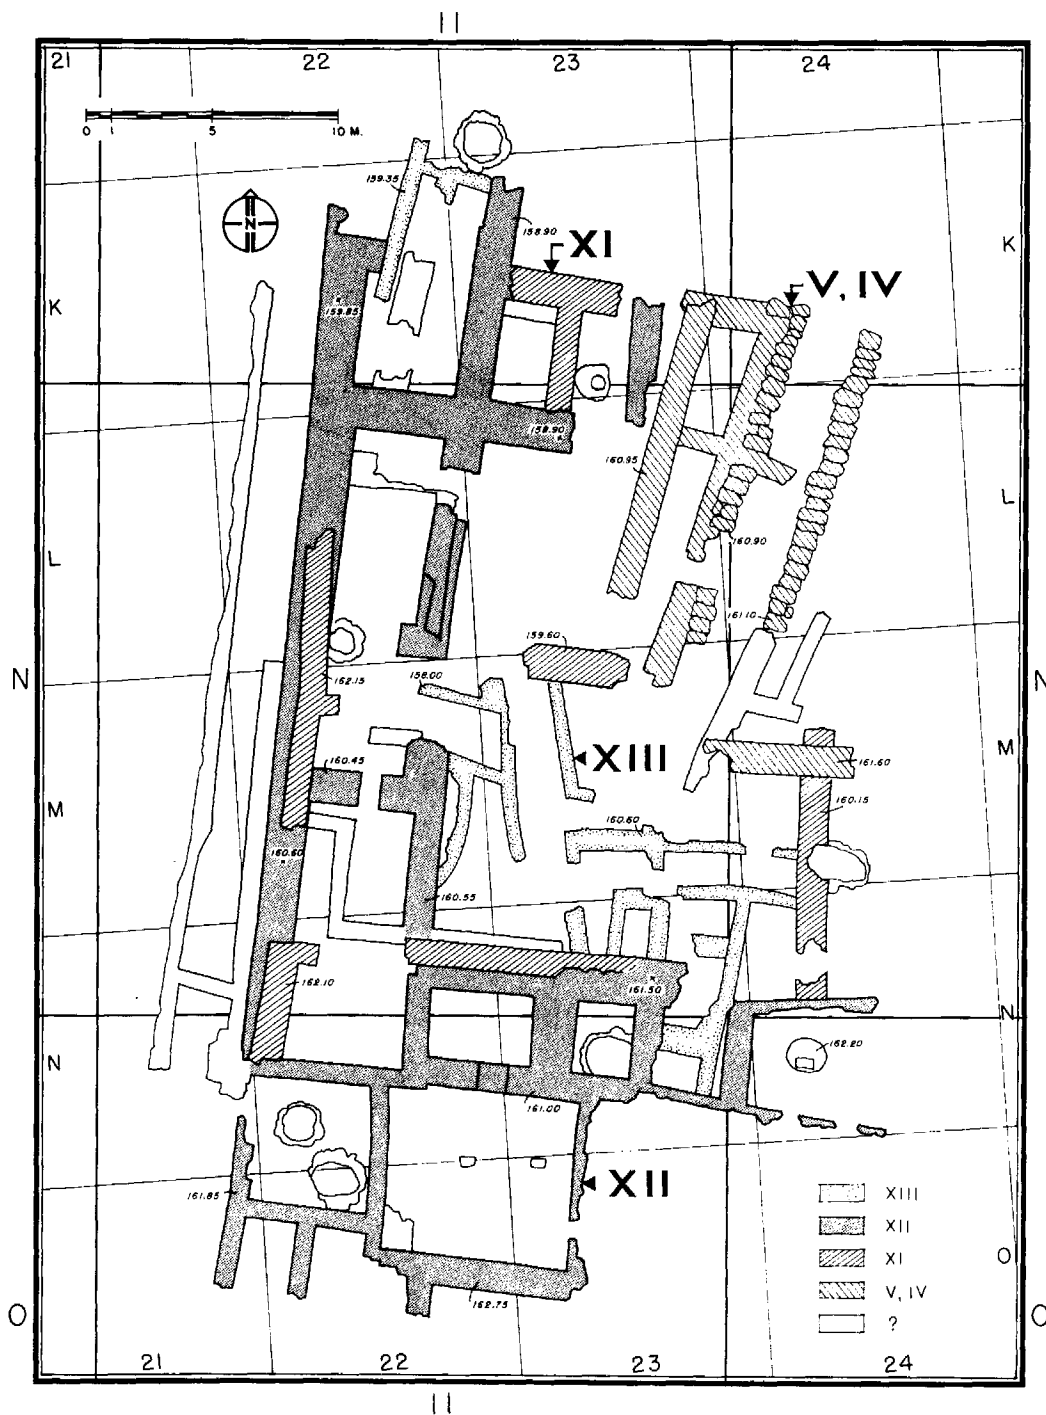 11
21 22 23 24
0 1 5 10 M.
N
159.35
158.90
XI
K
V, IV
K
159.85
158.90
160.95
L
160.90
L
161.10
159.60
N
162.15
158.00
N
XIII
M
161.60
160.45
160.15
M
160.60
160.60
160.55
162.10
161.50
N
N
162.20
161.00
XII
161.85
XIII
XII
O
XI
162.75
V, IV
O
O
?
21 22 23 24
11